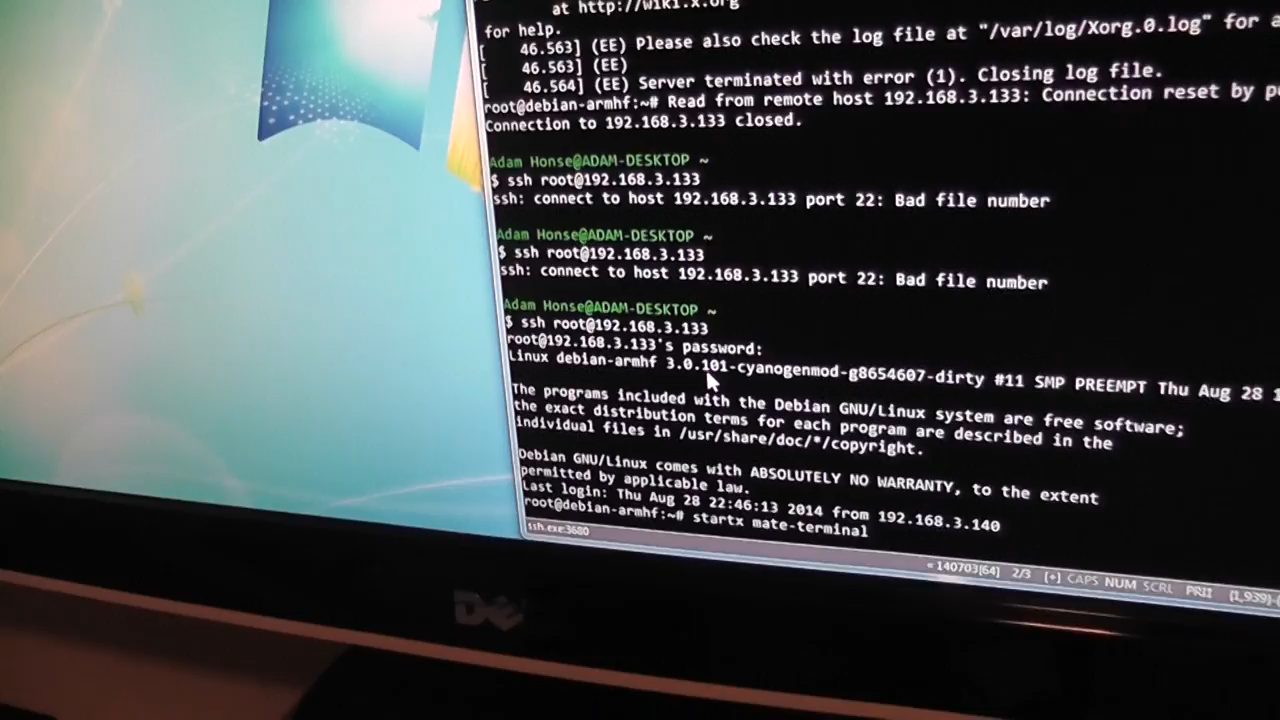 at http://wiki.x.org
for help.
[ 46.563] (EE) Please also check the log file at "/var/log/Xorg.0.log" for
[ 46.563] (EE)
[ 46.564] (EE) Server terminated with error (1). Closing log file.
root@debian-armhf:~# Read from remote host 192.168.3.133: Connection reset by
Connection to 192.168.3.133 closed.
Adam Honse@ADAM-DESKTOP ~
$ ssh root@192.168.3.133
ssh: connect to host 192.168.3.133 port 22: Bad file number
Adam Honse@ADAM-DESKTOP ~
$ ssh root@192.168.3.133
ssh: connect to host 192.168.3.133 port 22: Bad file number
Adam Honse@ADAM-DESKTOP ~
$ ssh root@192.168.3.133
root@192.168.3.133's password:
Linux debian-armhf 3.0.101-cyanogenmod-g8654607-dirty #11 SMP PREEMPT Thu Aug 28
The programs included with the Debian GNU/Linux system are free software;
the exact distribution terms for each program are described in the
individual files in /usr/share/doc/*/copyright.
Debian GNU/Linux comes with ABSOLUTELY NO WARRANTY, to the extent
permitted by applicable law.
Last login: Thu Aug 28 22:46:13 2014 from 192.168.3.140
root@debian-armhf:~# startx mate-terminal
ssh.exe:3680
« 140703[64] 2/3 [+] CAPS NUM SCRL PRI! (1,939)-
DELL